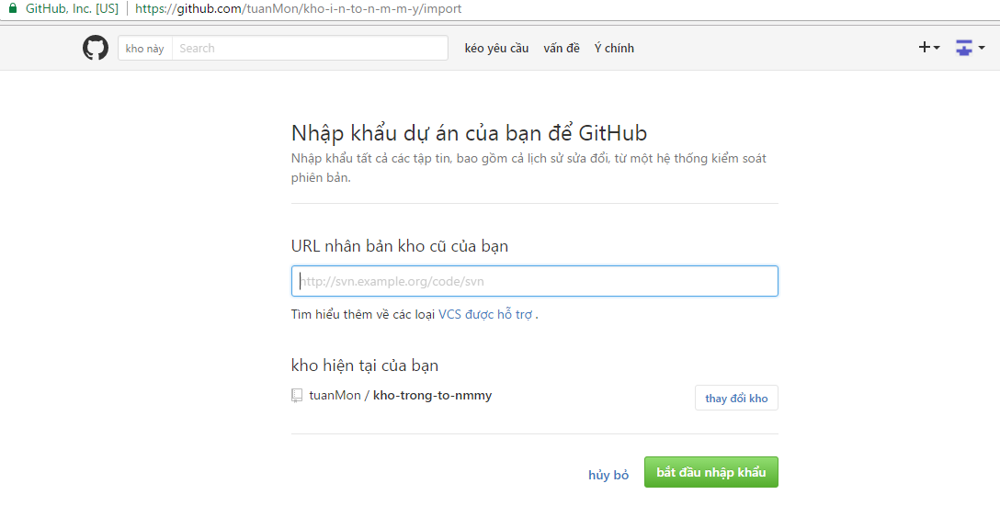 GitHub, Inc. [US] https://github.com/tuanMon/kho-i-n-to-n-m-m-y/import
kho này Search kéo yêu cầu vấn đề Ý chính
Nhập khẩu dự án của bạn để GitHub
Nhập khẩu tất cả các tập tin, bao gồm cả lịch sử sửa đổi, từ một hệ thống kiểm soát
phiên bản.
URL nhân bản kho cũ của bạn
http://svn.example.org/code/svn
Tìm hiểu thêm về các loại VCS được hỗ trợ .
kho hiện tại của bạn
tuanMon / kho-trong-to-nmmy thay đổi kho
hủy bỏ bắt đầu nhập khẩu